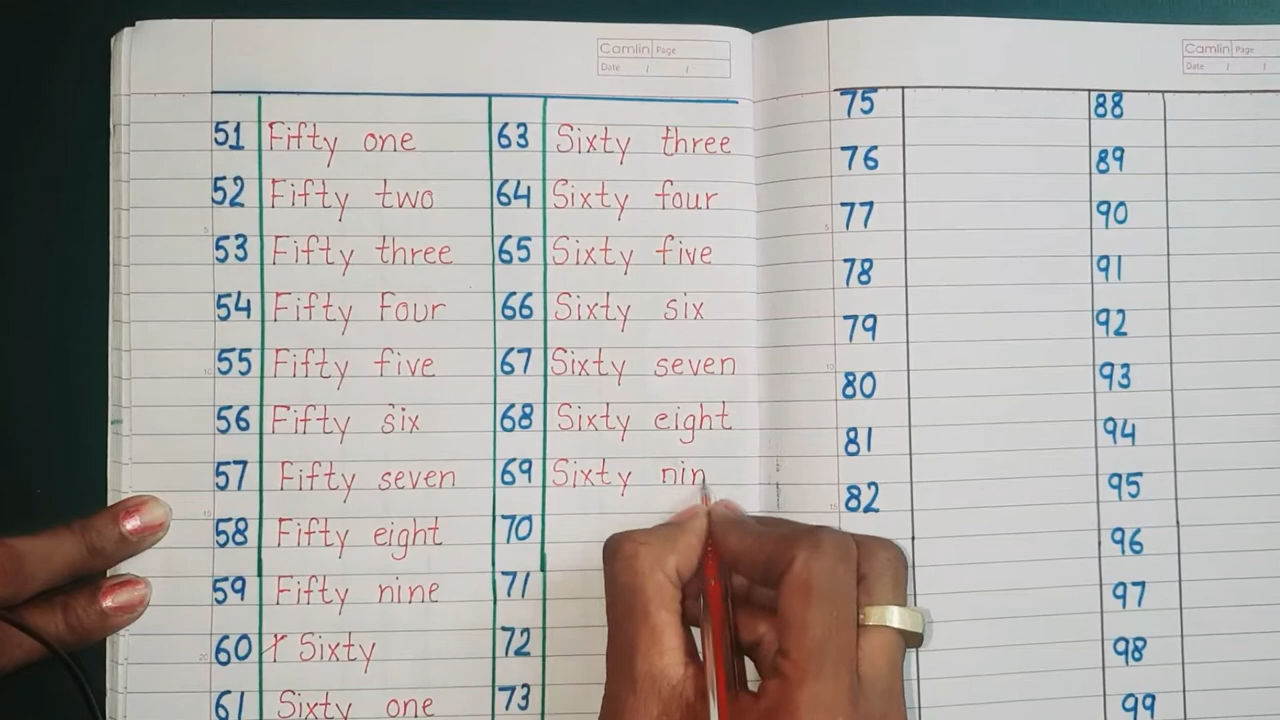 Camlin Page
Date / /
51 Fifty one 63 Sixty three
52 Fifty two 64 Sixty four
53 Fifty three 65 Sixty five
54 Fifty Four 66 Sixty six
55 Fifty five 67 Sixty seven
56 Fifty six 68 Sixty eight
57 Fifty seven 69 Sixty nin
58 Fifty eight 70
59 Fifty nine 71
60 Sixty 72
61 Sixty one 73
Camlin Page
Date / /
75 88
76 89
77 90
78 91
79 92
80 93
81 94
82 95
96
97
98
99